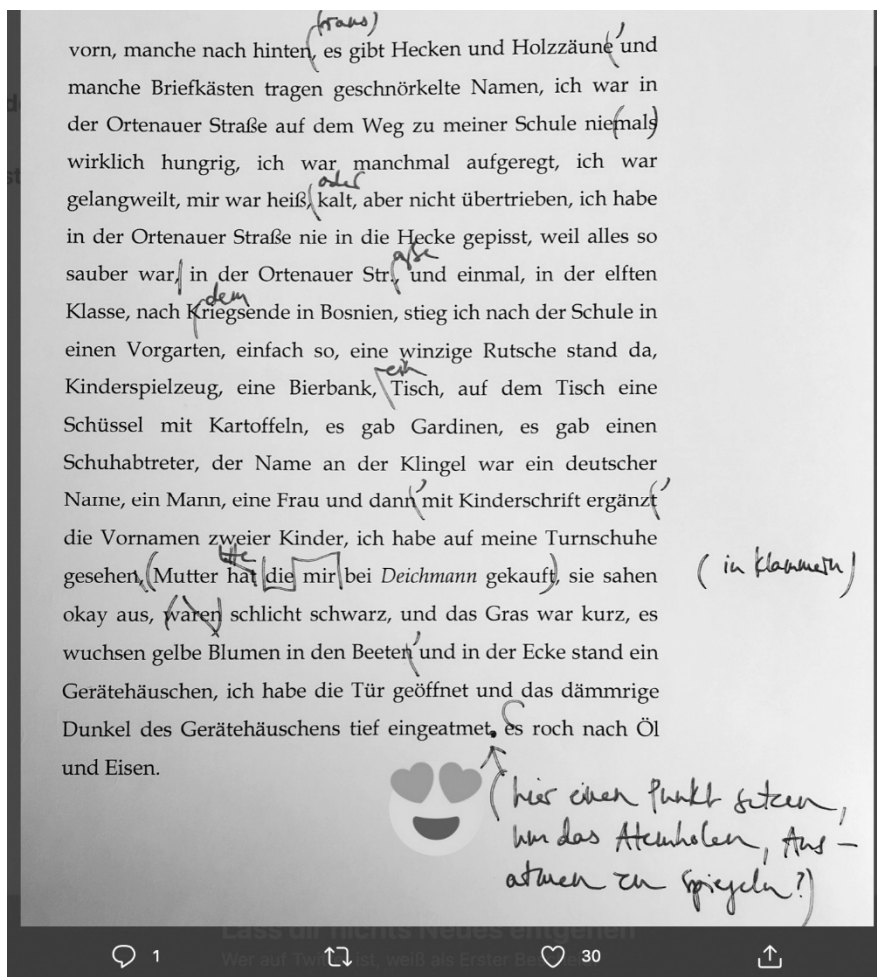 (raus)
vorn, manche nach hinten, es gibt Hecken und Holzzäune und
manche Briefkästen tragen geschnörkelte Namen, ich war in
der Ortenauer Straße auf dem Weg zu meiner Schule nie(mals)
wirklich hungrig, ich war manchmal aufgeregt, ich war
oder
gelangweilt, mir war heiß, kalt, aber nicht übertrieben, ich habe
in der Ortenauer Straße nie in die Hecke gepisst, weil alles so
aße
sauber war, in der Ortenauer Str., und einmal, in der elften
dem
Klasse, nach Kriegsende in Bosnien, stieg ich nach der Schule in
einen Vorgarten, einfach so, eine winzige Rutsche stand da,
ein
Kinderspielzeug, eine Bierbank, Tisch, auf dem Tisch eine
Schüssel mit Kartoffeln, es gab Gardinen, es gab einen
Schuhabtreter, der Name an der Klingel war ein deutscher
Name, ein Mann, eine Frau und dann mit Kinderschrift ergänzt
die Vornamen zweier Kinder, ich habe auf meine Turnschuhe
gesehen, (Mutter hat die mir bei Deichmann gekauft), sie sahen
(in Klammern)
okay aus, (waren) schlicht schwarz, und das Gras war kurz, es
wuchsen gelbe Blumen in den Beeten und in der Ecke stand ein
Gerätehäuschen, ich habe die Tür geöffnet und das dämmrige
Dunkel des Gerätehäuschens tief eingeatmet. es roch nach Öl
und Eisen.
(hier einen Punkt setzen,
um das Atemholen, Aus-
atmen zu spiegeln?)
Lass dir nichts Neues entgehen
1
30